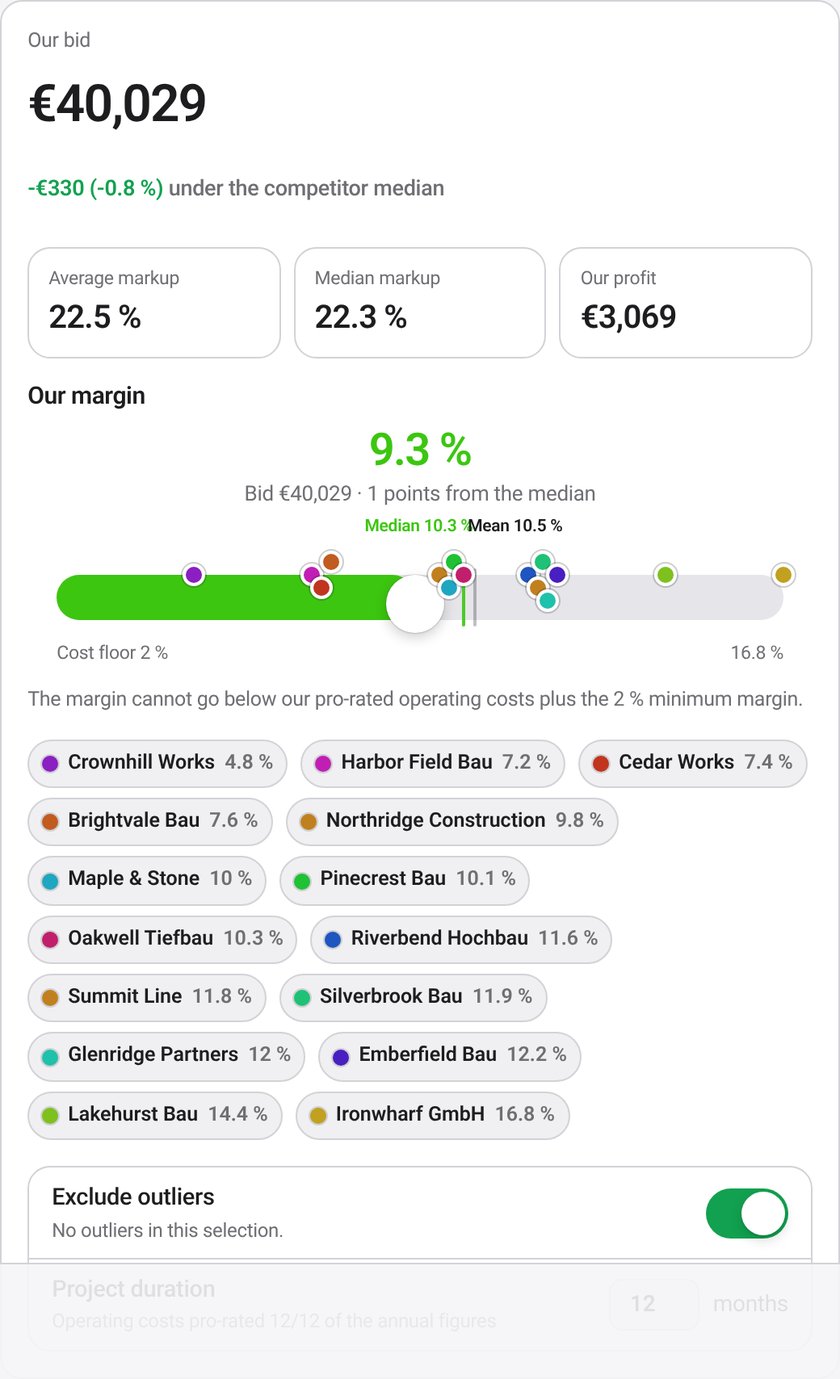 Our bid
€40,029
-€330 (-0.8 %) under the competitor median
Average markup
22.5 %
Median markup
22.3 %
Our profit
€3,069
Our margin
9.3 %
Bid €40,029 · 1 points from the median
Median 10.3 % Mean 10.5 %
Cost floor 2 % 16.8 %
The margin cannot go below our pro-rated operating costs plus the 2 % minimum margin.
Crownhill Works 4.8 % Harbor Field Bau 7.2 % Cedar Works 7.4 %
Brightvale Bau 7.6 % Northridge Construction 9.8 %
Maple & Stone 10 % Pinecrest Bau 10.1 %
Oakwell Tiefbau 10.3 % Riverbend Hochbau 11.6 %
Summit Line 11.8 % Silverbrook Bau 11.9 %
Glenridge Partners 12 % Emberfield Bau 12.2 %
Lakehurst Bau 14.4 % Ironwharf GmbH 16.8 %
Exclude outliers
No outliers in this selection.
Project duration
Operating costs pro-rated 12/12 of the annual figures
12 months